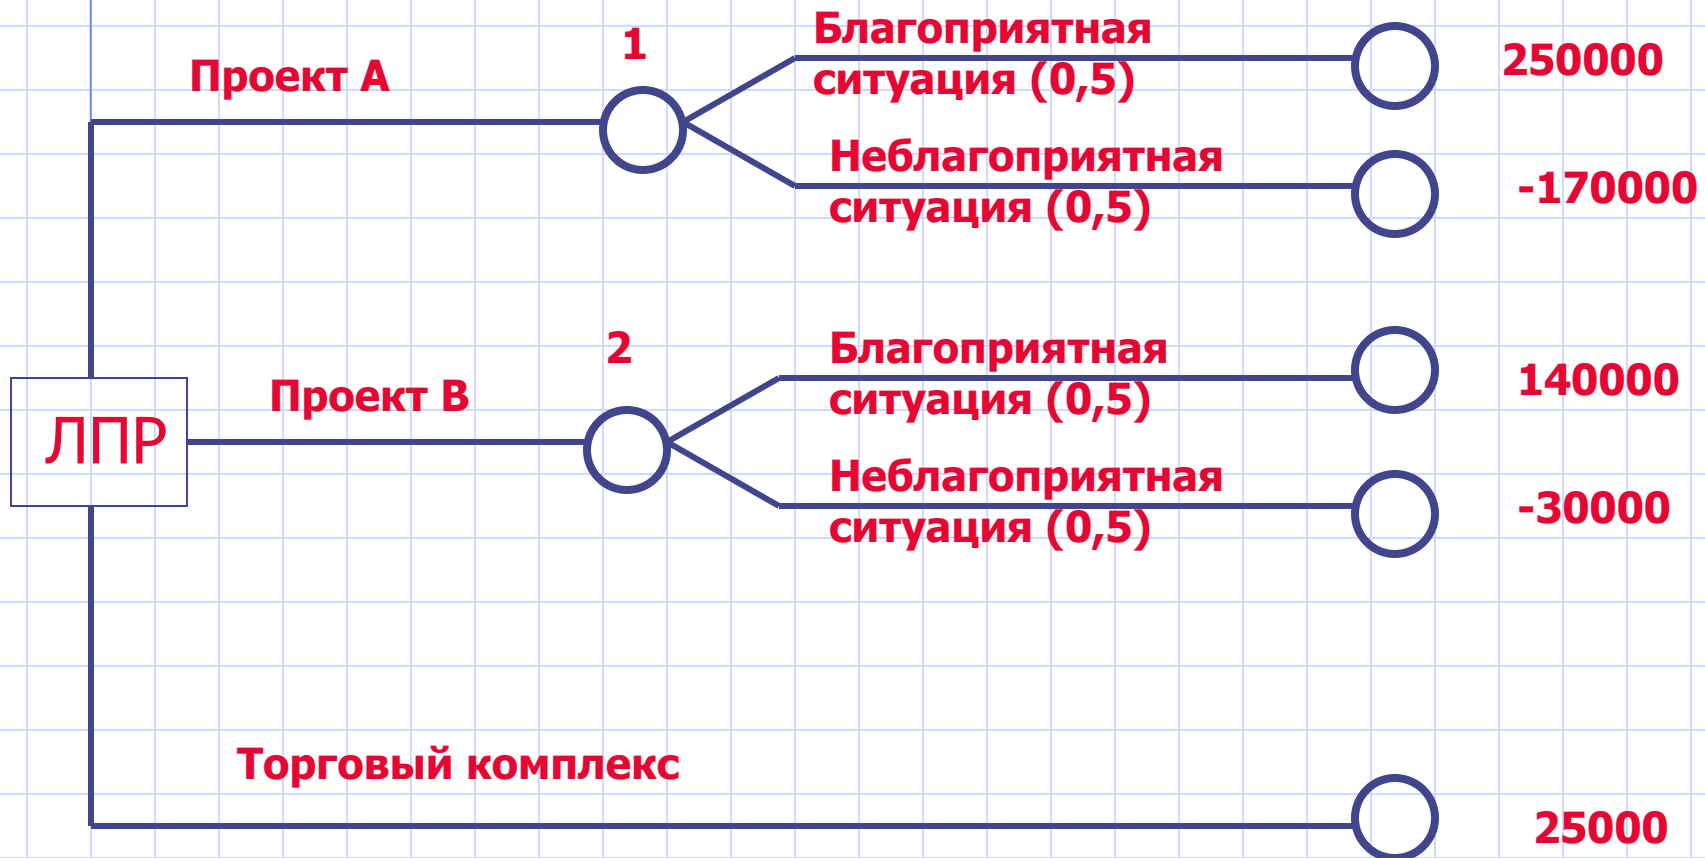 1
Благоприятная
ситуация (0,5)
250000
Проект А
Неблагоприятная
ситуация (0,5)
-170000
2
Благоприятная
ситуация (0,5)
140000
Проект В
ЛПР
Неблагоприятная
ситуация (0,5)
-30000
Торговый комплекс
25000